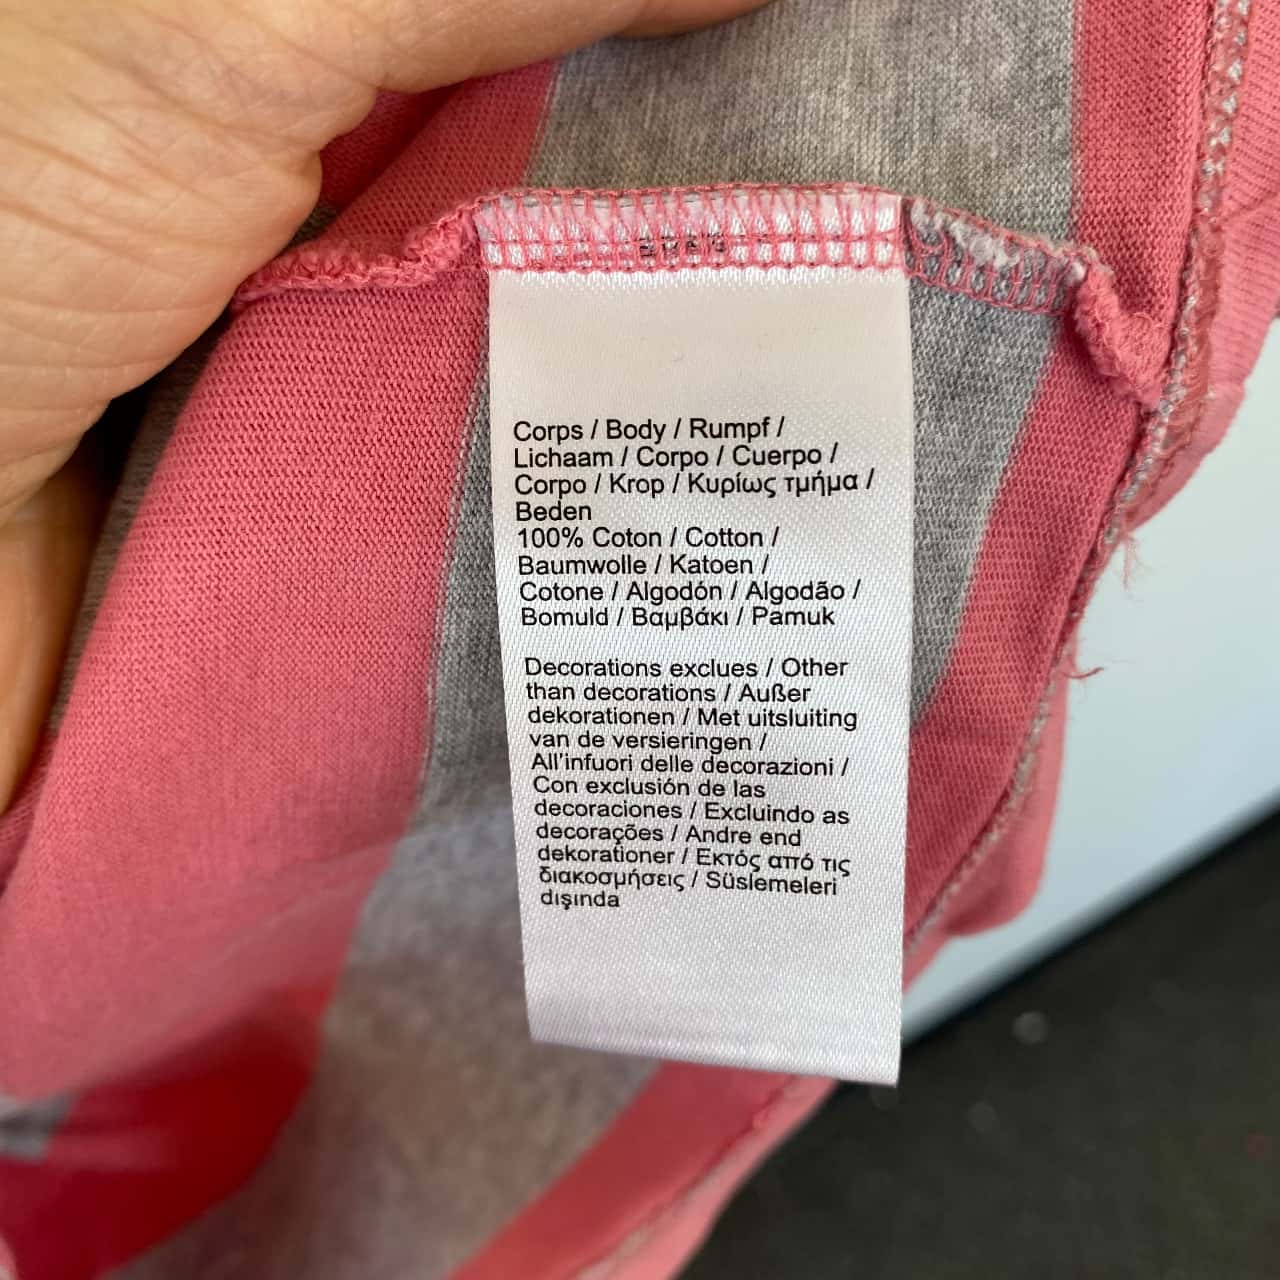 Corps / Body / Rumpf /
Lichaam / Corpo / Cuerpo /
Corpo / Krop / Κυρίως τμήμα /
Beden
100% Coton / Cotton /
Baumwolle / Katoen /
Cotone / Algodón / Algodão /
Bomuld / Βαμβάκι / Pamuk
Decorations exclues / Other
than decorations / Außer
dekorationen / Met uitsluiting
van de versieringen /
All'infuori delle decorazioni /
Con exclusión de las
decoraciones / Excluindo as
decorações / Andre end
dekorationer / Εκτός από τις
διακοσμήσεις / Süslemeleri
dışında